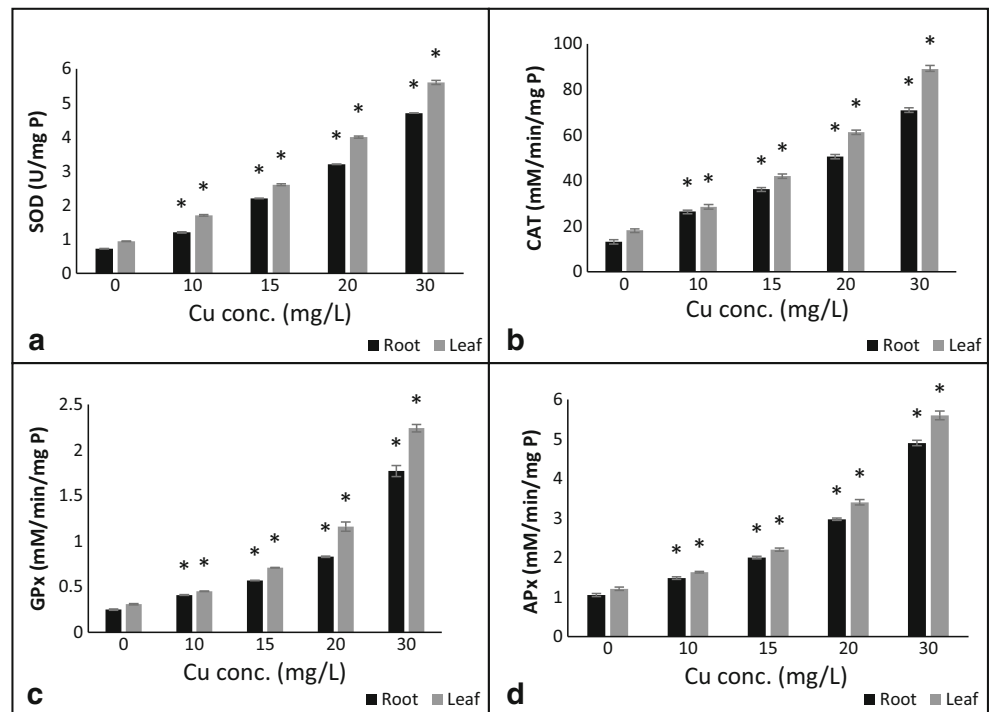 SOD (U/mg P)
6
5
4
3
2
1
0
* * * * * * * *
0 10 15 20 30
Cu conc. (mg/L)
a
Root Leaf
CAT (mM/min/mg P)
100
80
60
40
20
0
* * * * * * * *
0 10 15 20 30
Cu conc. (mg/L)
b
Root Leaf
GPx (mM/min/mg P)
2.5
2
1.5
1
0.5
0
* * * * * * * *
0 10 15 20 30
Cu conc. (mg/L)
c
Root Leaf
APx (mM/min/mg P)
6
5
4
3
2
1
0
* * * * * * * *
0 10 15 20 30
Cu conc. (mg/L)
d
Root Leaf